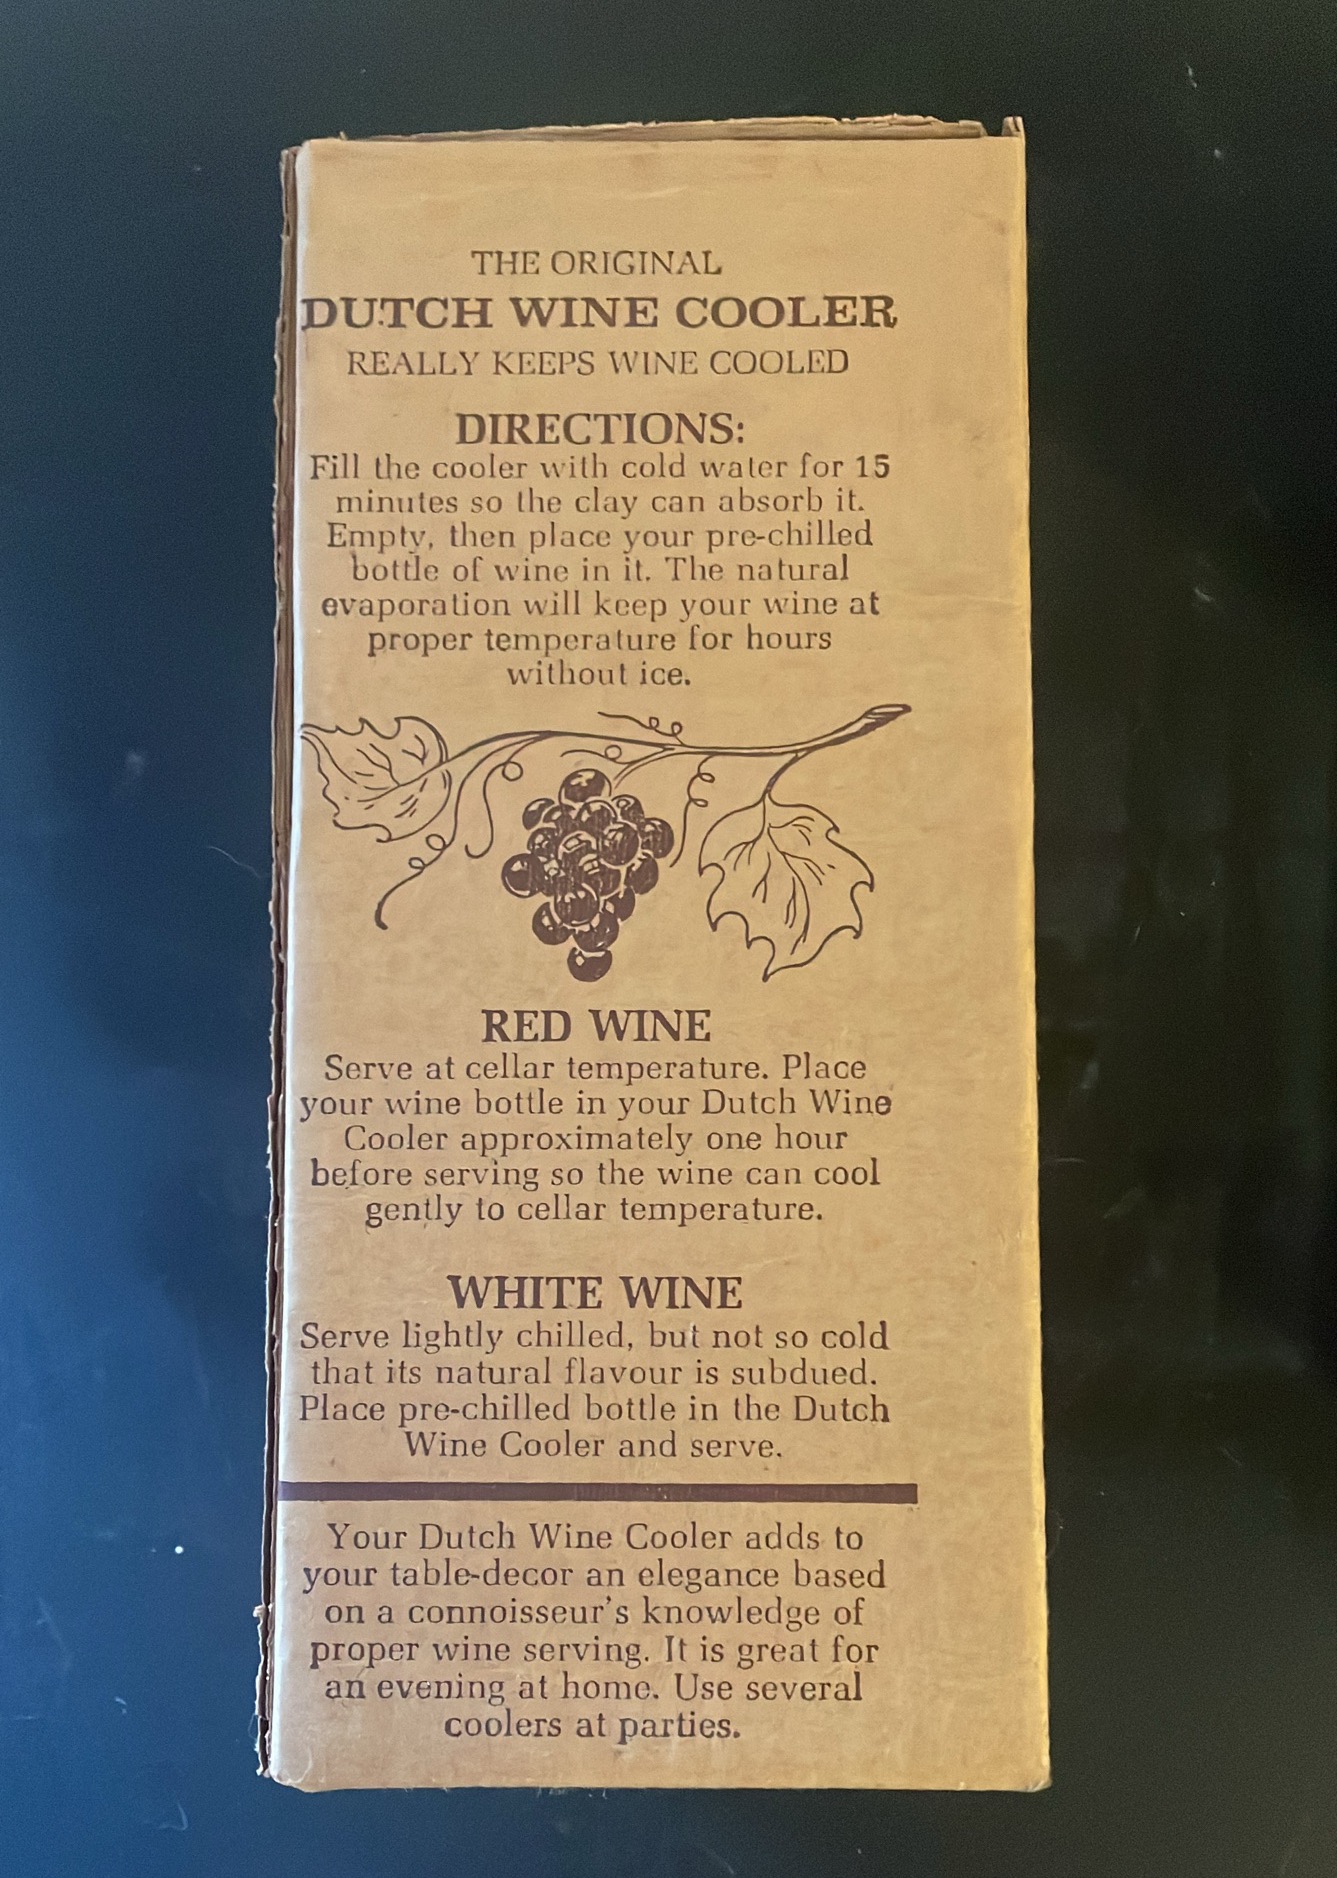 THE ORIGINAL
DUTCH WINE COOLER
REALLY KEEPS WINE COOLED
DIRECTIONS:
Fill the cooler with cold water for 15
minutes so the clay can absorb it.
Empty, then place your pre-chilled
bottle of wine in it. The natural
evaporation will keep your wine at
proper temperature for hours
without ice.
RED WINE
Serve at cellar temperature. Place
your wine bottle in your Dutch Wine
Cooler approximately one hour
before serving so the wine can cool
gently to cellar temperature.
WHITE WINE
Serve lightly chilled, but not so cold
that its natural flavour is subdued.
Place pre-chilled bottle in the Dutch
Wine Cooler and serve.
Your Dutch Wine Cooler adds to
your table-decor an elegance based
on a connoisseur's knowledge of
proper wine serving. It is great for
an evening at home. Use several
coolers at parties.